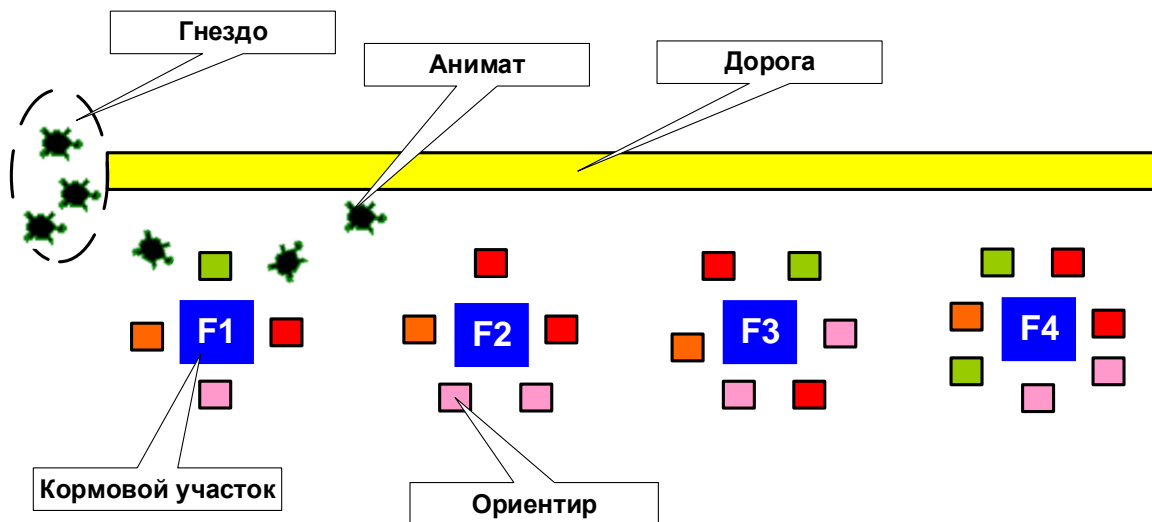 Гнездо
Анимат
Дорога
F1
F2
F3
F4
Кормовой участок
Ориентир